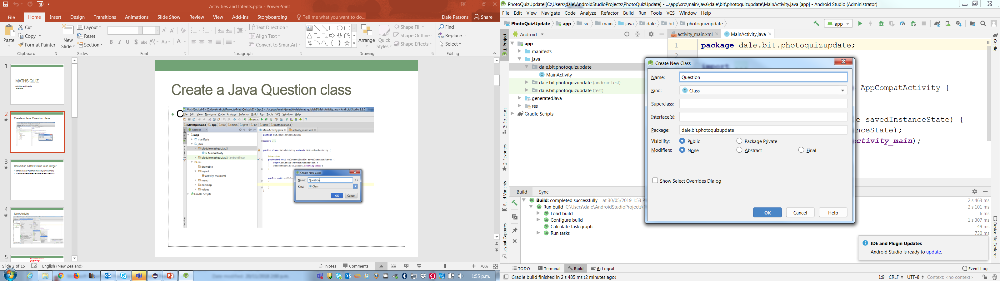 Activities and Intents.pptx - PowerPoint
File Home Insert Design Transitions Animations Slide Show Review View Add-Ins Storyboarding Tell me what you want to do... Dale Parsons Share
Paste
Cut
Copy
Format Painter
Clipboard
New Slide
Layout
Reset
Section
Slides
B I U S abc AV Aa A
Font
Text Direction
Align Text
Convert to SmartArt
Paragraph
Arrange
Quick Styles
Shape Fill
Shape Outline
Shape Effects
Drawing
Find
Replace
Select
Editing
1
MATHS QUIZ
Activities and Intents
JavaDocs
2
Create a Java Question class
3
Convert an editText value to an integer
4
New Activity
5
Create a Java Question class
C
MathQuizLab3 - [D:\JavaAndroidProjects\MathQuizLab3] - [app] - ...\app\src\main\java\bit\dale\mathquizlab3\MainActivity.java - Android Studio 1.1.0
File Edit View Navigate Code Analyze Refactor Build Run Tools VCS Window Help
MathQuizLab3 app src main java bit dale mathquizlab3
Android
MainActivity.java
activity_main.xml
1: Project
7: Structure
Favorites
app
manifests
java
bit.dale.mathquizlab3
MainActivity
bit.dale.mathquizlab3 (androidTest)
res
drawable
layout
activity_main.xml
menu
mipmap
values
Gradle Scripts
package bit.dale.mathquizlab3;
import ...
public class MainActivity extends ActionBarActivity {
@Override
protected void onCreate(Bundle savedInstanceState) {
super.onCreate(savedInstanceState);
setContentView(R.layout.activity_main);
}
public void setUpQue
{
}
}
Create New Class
Name: Question
Kind: Class
OK Cancel
Slide 2 of 15 English (New Zealand) Notes Comments 70%
1:55 p.m.
PhotoQuizUpdate [C:\Users\dale\AndroidStudioProjects\PhotoQuizUpdate] - ...\app\src\main\java\dale\bit\photoquizupdate\MainActivity.java [app] - Android Studio (Administrator)
File Edit View Navigate Code Analyze Refactor Build Run Tools VCS Window Help
PhotoQuizUpdate app src main java dale bit photoquizupdate
app
Android
activity_main.xml
MainActivity.java
1: Project
7: Structure
2: Favorites
Build Variants
Layout Captures
app
manifests
java
dale.bit.photoquizupdate
MainActivity
dale.bit.photoquizupdate (androidTest)
dale.bit.photoquizupdate (test)
generatedJava
res
Gradle Scripts
1 package dale.bit.photoquizupdate;
2
import ...
AppCompatActivity {
savedInstanceState) {
nceState);
ctivity_main);
Create New Class
Name: Question
Kind: Class
Superclass:
Interface(s):
Package: dale.bit.photoquizupdate
Visibility: Public Package Private
Modifiers: None Abstract Final
Show Select Overrides Dialog
OK Cancel Help
Build Sync
Build: completed successfully at 30/05/2019 1:53 P 2 s 463 ms
Run build C:\Users\dale\AndroidStudioProjects\ 2 s 101 ms
Load build 6 ms
Configure build 1 s 307 ms
Calculate task graph 49 ms
Run tasks 730 ms
IDE and Plugin Updates
Android Studio is ready to update.
Gradle
Device File Explorer
TODO Terminal Build 6: Logcat Event Log
Gradle build finished in 2 s 485 ms (2 minutes ago) 1:9 CRLF UTF-8 Context: <no context>